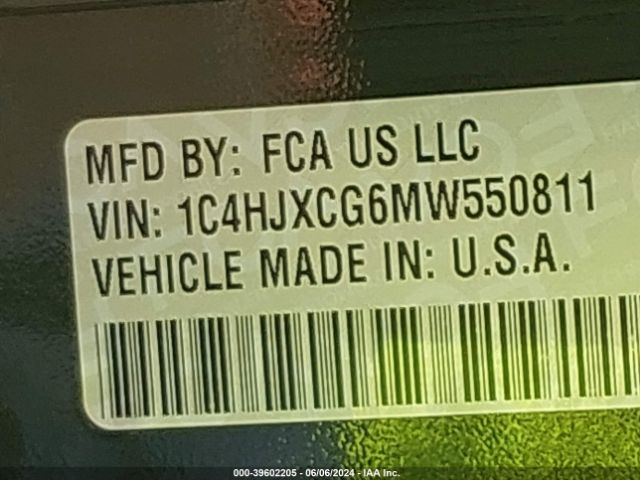 MFD BY: FCA US LLC
VIN: 1C4HJXCG6MW550811
VEHICLE MADE IN: U.S.A.
000-39602205 - 06/06/2024 - IAA Inc.